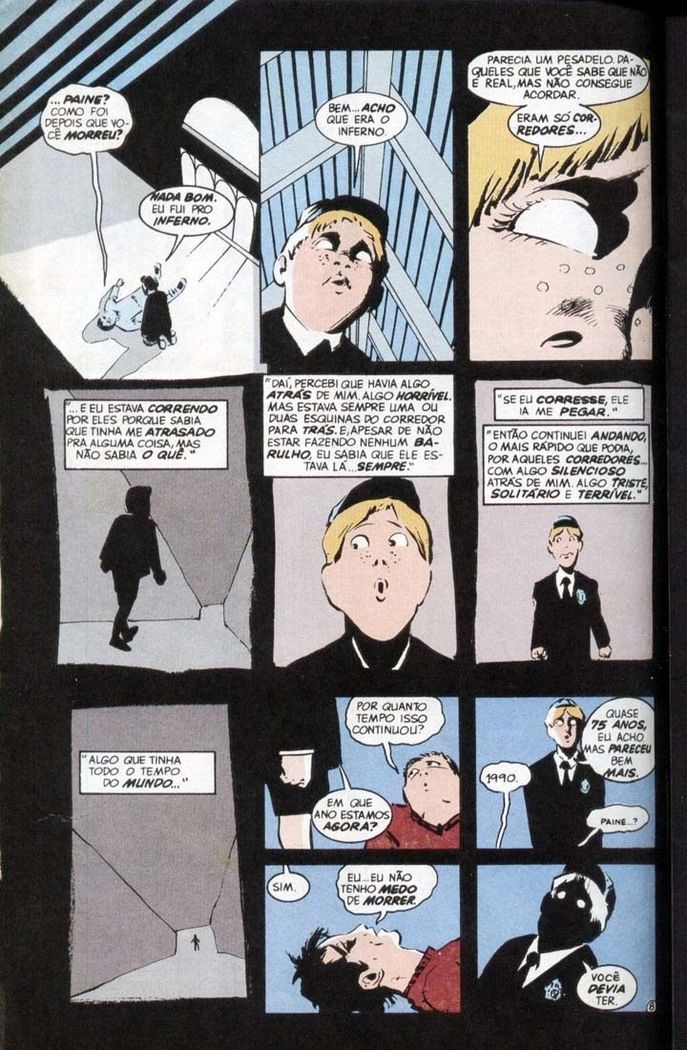 ... PAINE?
COMO FOI
DEPOIS QUE VO-
CÊ MORREU?
NADA BOM.
EU FUI PRO
INFERNO.
BEM... ACHO
QUE ERA O
INFERNO.
PARECIA UM PESADELO. DA-
QUELES QUE VOCÊ SABE QUE NÃO
É REAL, MAS NÃO CONSEGUE
ACORDAR.
ERAM SÓ COR-
REDORES...
"... E EU ESTAVA CORRENDO
POR ELES PORQUE SABIA
QUE TINHA ME ATRASADO
PRA ALGUMA COISA, MAS
NÃO SABIA O QUÊ."
"DAÍ, PERCEBI QUE HAVIA ALGO
ATRÁS DE MIM. ALGO HORRÍVEL.
MAS ESTAVA SEMPRE UMA OU
DUAS ESQUINAS DO CORREDOR
PARA TRÁS. E, APESAR DE NÃO
ESTAR FAZENDO NENHUM BA-
RULHO, EU SABIA QUE ELE ES-
TAVA LÁ... SEMPRE."
"SE EU CORRESSE, ELE
IA ME PEGAR."
"ENTÃO CONTINUEI ANDANDO,
O MAIS RÁPIDO QUE PODIA,
POR AQUELES CORREDORES...
COM ALGO SILENCIOSO
ATRÁS DE MIM. ALGO TRISTE,
SOLITÁRIO E TERRÍVEL."
"ALGO QUE TINHA
TODO O TEMPO
DO MUNDO..."
POR QUANTO
TEMPO ISSO
CONTINUOU?
EM QUE
ANO ESTAMOS
AGORA?
1990.
QUASE
75 ANOS,
EU ACHO
MAS PARECEU
BEM
MAIS.
PAINE...?
SIM.
EU... EU NÃO
TENHO MEDO
DE MORRER.
VOCÊ
DEVIA
TER.
8